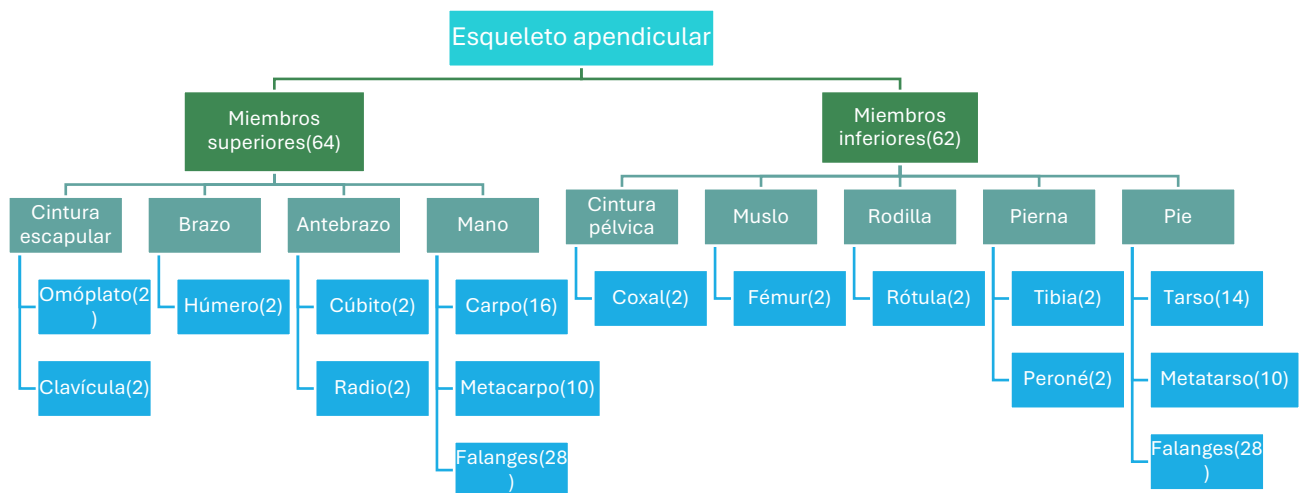 Esqueleto apendicular
Miembros
superiores(64)
Miembros
inferiores(62)
Cintura
escapular
Brazo
Antebrazo
Mano
Cintura
pélvica
Muslo
Rodilla
Pierna
Pie
Omóplato(2
)
Húmero(2)
Cúbito(2)
Carpo(16)
Coxal(2)
Fémur(2)
Rótula(2)
Tibia(2)
Tarso(14)
Clavícula(2)
Radio(2)
Metacarpo(10)
Peroné(2)
Metatarso(10)
Falanges(28
)
Falanges(28
)